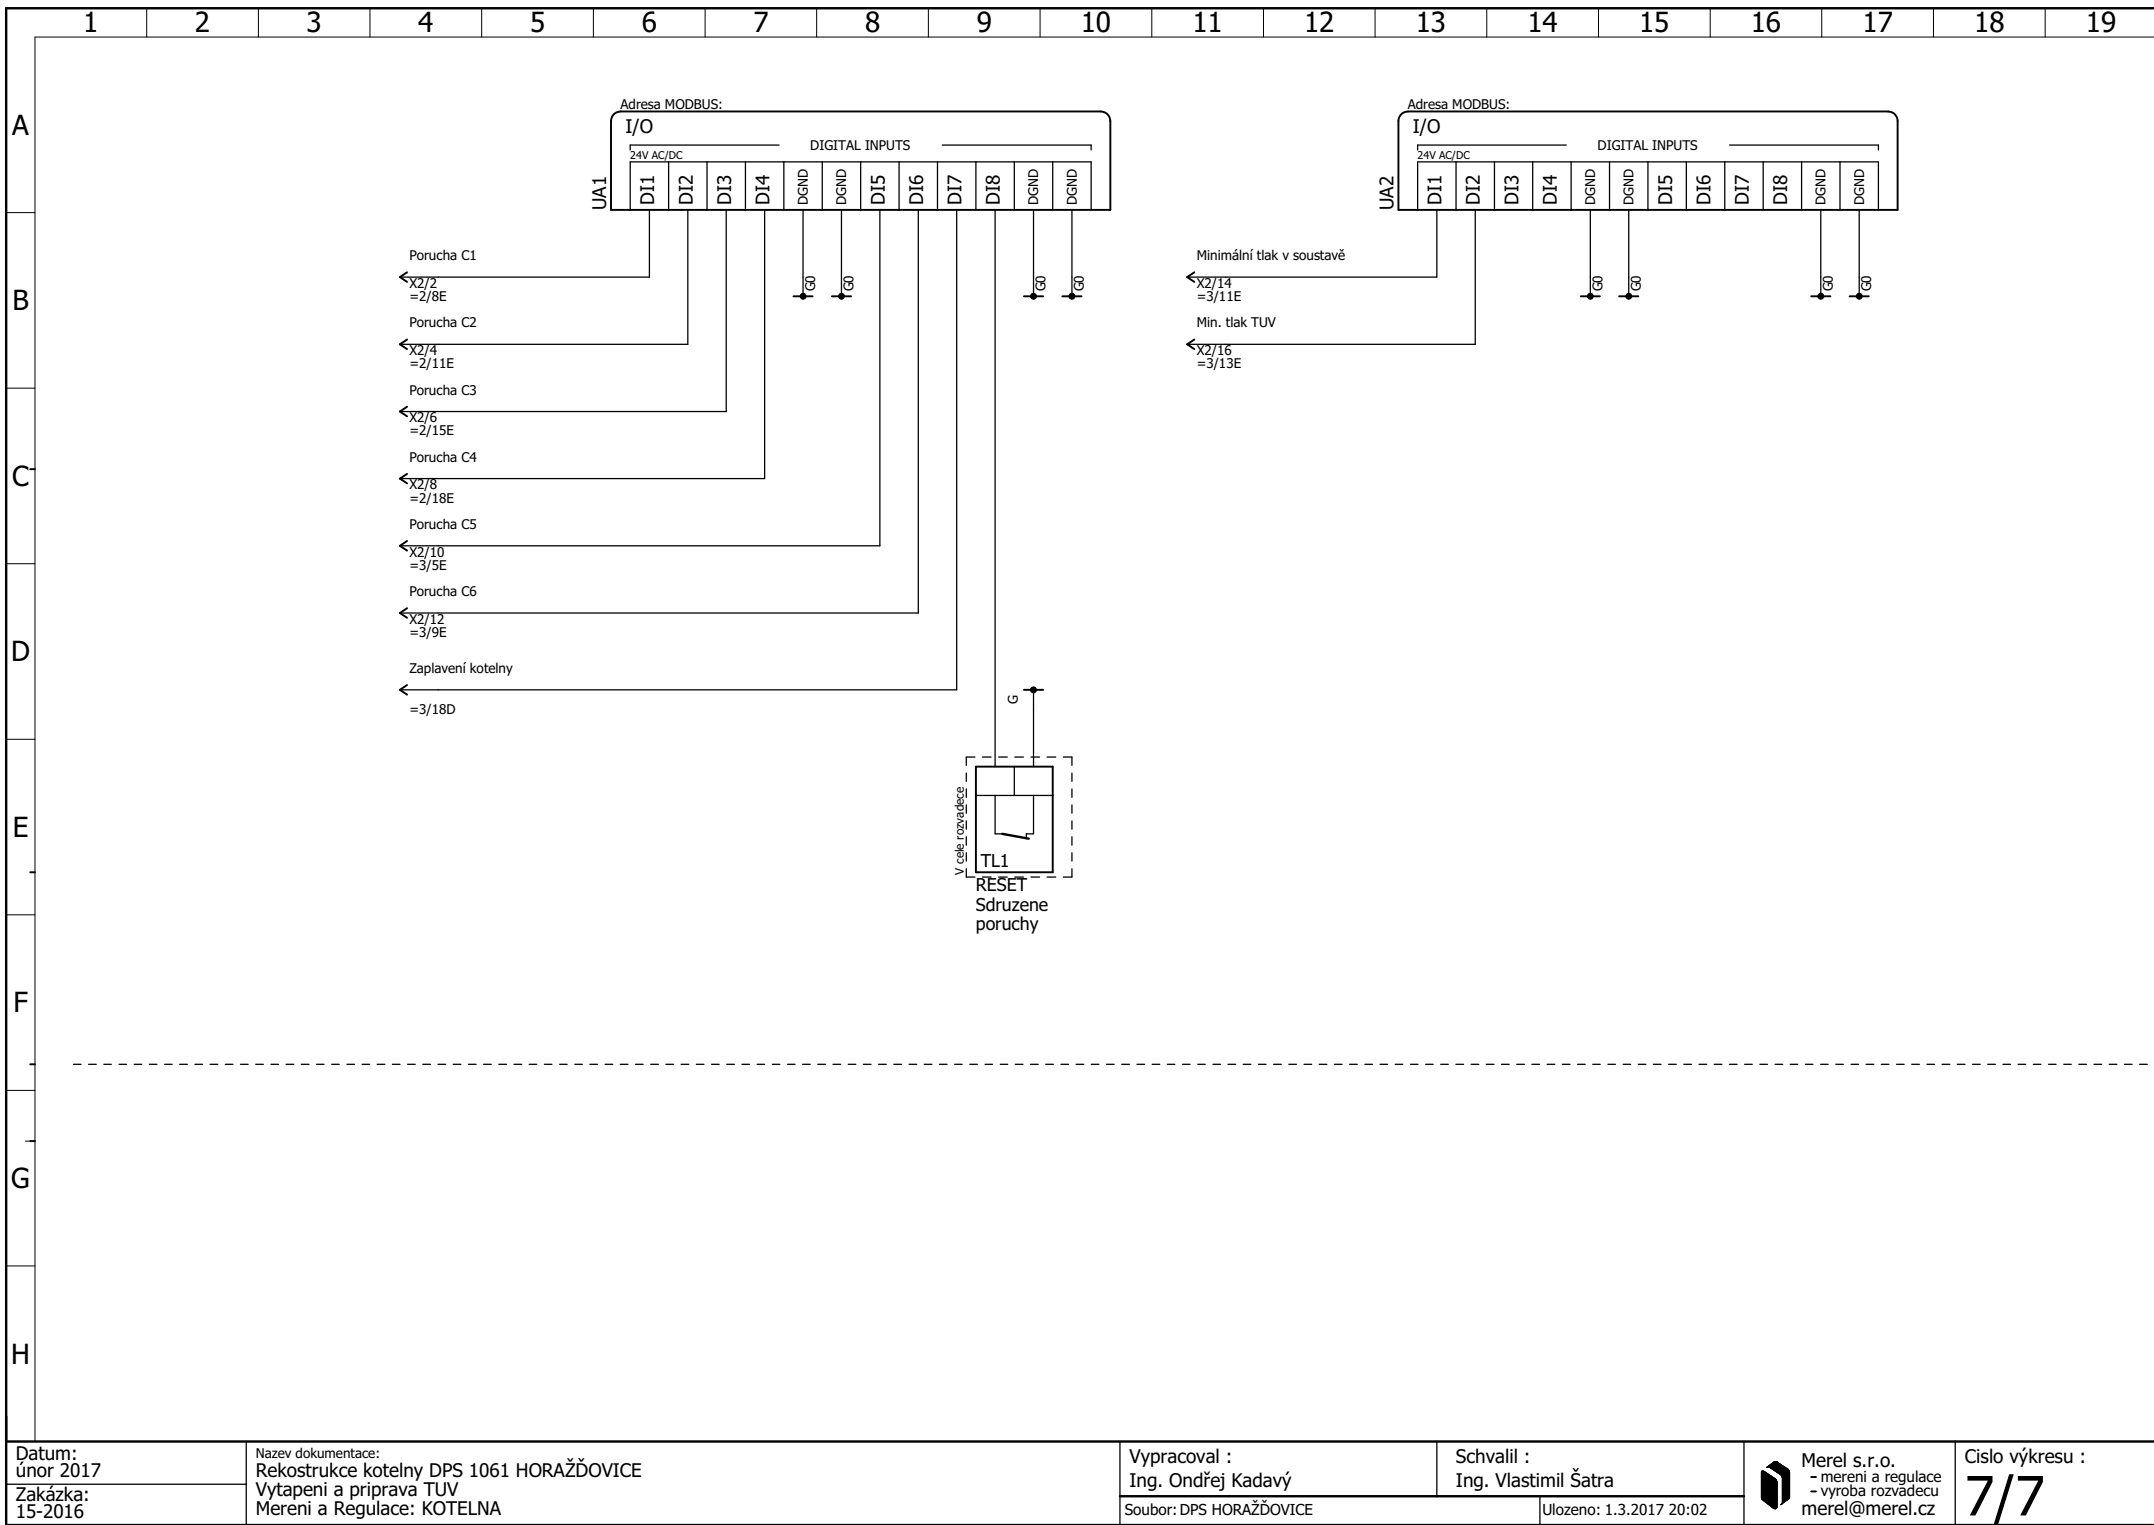 1 2 3 4 5 6 7 8 9 10 11 12 13 14 15 16 17 18 19
A
B
C
D
E
F
G
H
Adresa MODBUS:
I/O
DIGITAL INPUTS
24V AC/DC
UA1
DI1 DI2 DI3 DI4 DGND DGND DI5 DI6 DI7 DI8 DGND DGND
G0 G0 G0 G0
Porucha C1
X2/2
=2/8E
Porucha C2
X2/4
=2/11E
Porucha C3
X2/6
=2/15E
Porucha C4
X2/8
=2/18E
Porucha C5
X2/10
=3/5E
Porucha C6
X2/12
=3/9E
Zaplavení kotelny
=3/18D
G
V cele rozvadece
TL1
RESET
Sdruzene
poruchy
Adresa MODBUS:
I/O
DIGITAL INPUTS
24V AC/DC
UA2
DI1 DI2 DI3 DI4 DGND DGND DI5 DI6 DI7 DI8 DGND DGND
G0 G0 G0 G0
Minimální tlak v soustavě
X2/14
=3/11E
Min. tlak TUV
X2/16
=3/13E
Datum:
únor 2017
Zakázka:
15-2016
Nazev dokumentace:
Rekostrukce kotelny DPS 1061 HORAŽĎOVICE
Vytapeni a priprava TUV
Mereni a Regulace: KOTELNA
Vypracoval :
Ing. Ondřej Kadavý
Schvalil :
Ing. Vlastimil Šatra
Soubor: DPS HORAŽĎOVICE
Ulozeno: 1.3.2017 20:02
Merel s.r.o.
- mereni a regulace
- vyroba rozvadecu
merel@merel.cz
Cislo výkresu :
7/7